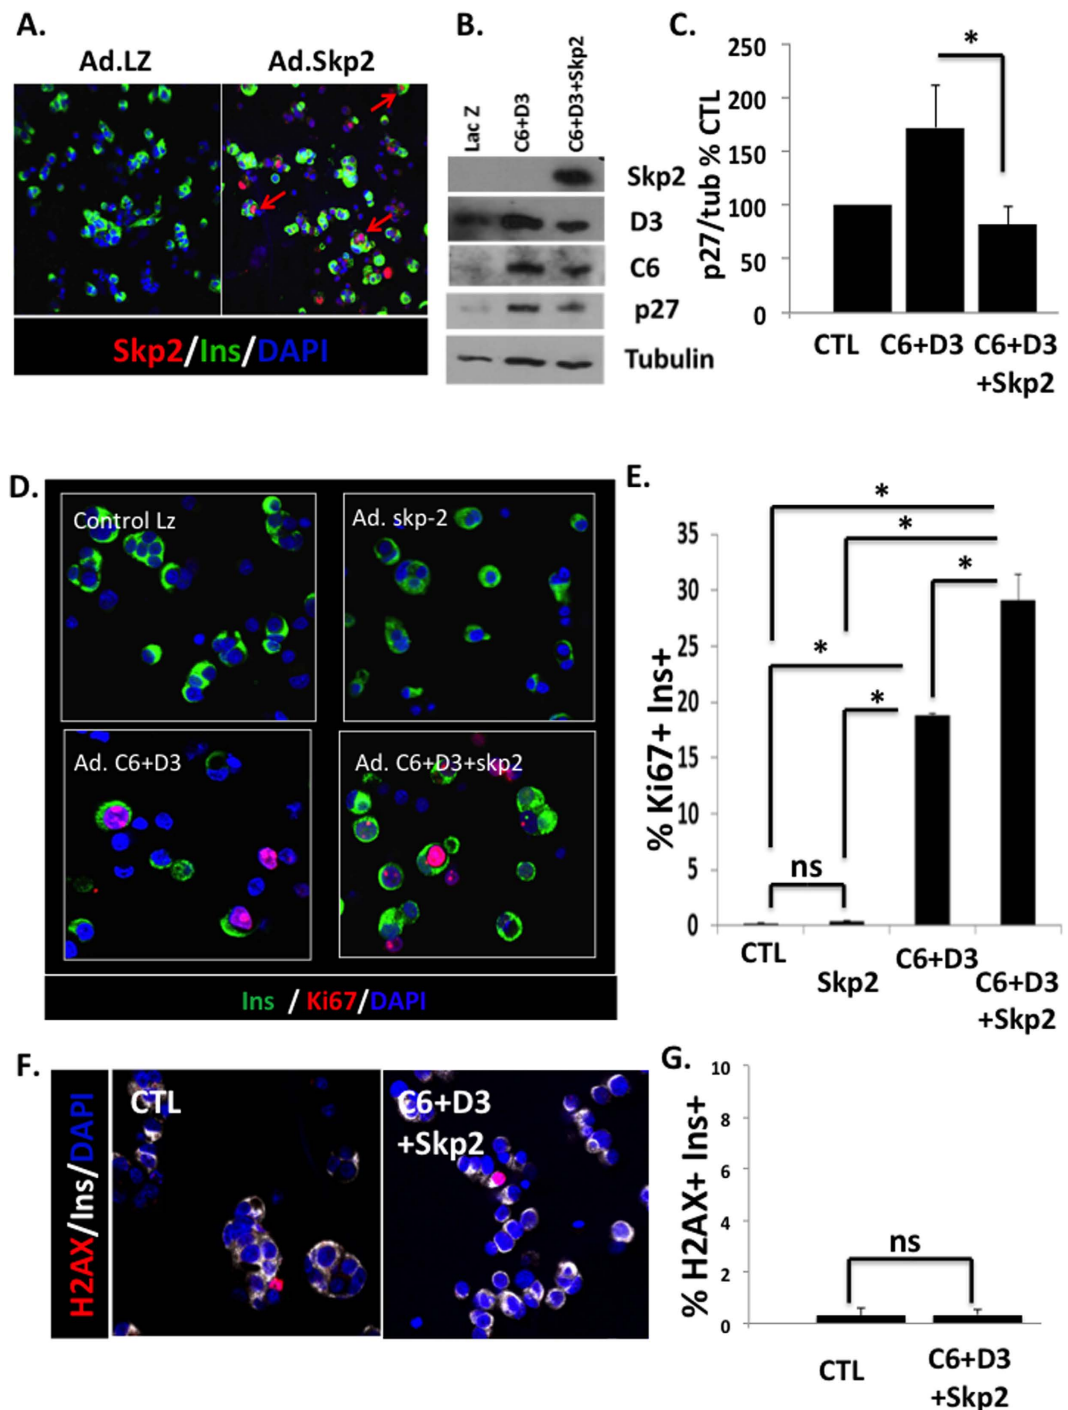 A.
Ad.LZ
Ad.Skp2
Skp2/Ins/DAPI
B.
Lac Z
C6+D3
C6+D3+Skp2
Skp2
D3
C6
p27
Tubulin
C.
p27/tub % CTL
250
200
150
100
50
0
*
CTL
C6+D3
C6+D3
+Skp2
D.
Control Lz
Ad. skp-2
Ad. C6+D3
Ad. C6+D3+skp2
Ins / Ki67/DAPI
E.
% Ki67+ Ins+
35
30
25
20
15
10
5
0
*
*
*
*
*
ns
CTL
Skp2
C6+D3
C6+D3
+Skp2
F.
H2AX/Ins/DAPI
CTL
C6+D3
+Skp2
G.
% H2AX+ Ins+
10
8
6
4
2
0
ns
CTL
C6+D3
+Skp2